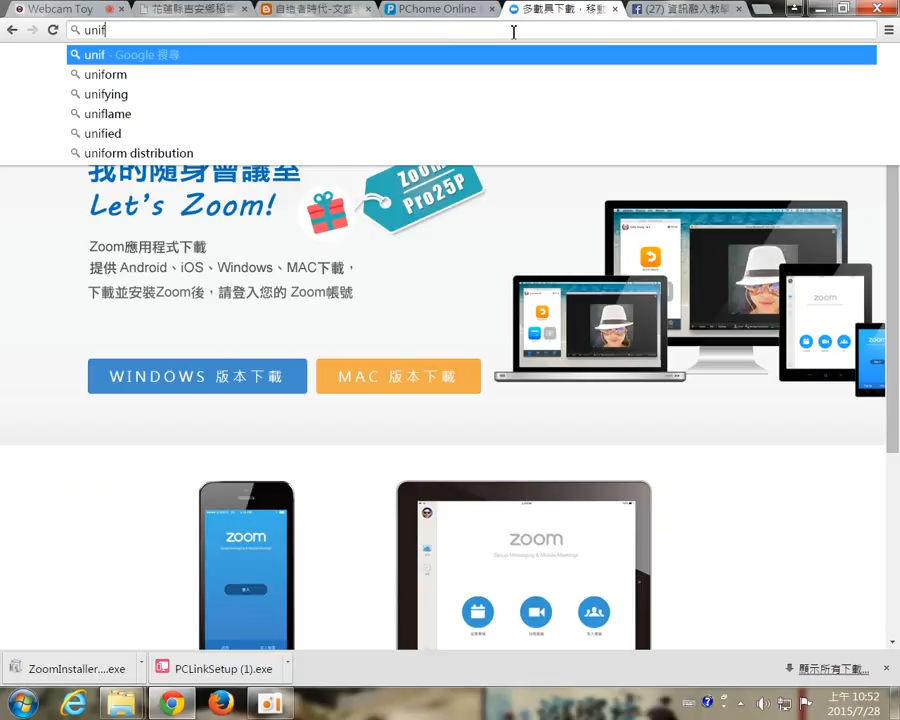 Webcam Toy
花蓮縣吉安鄉稻香
自造者時代-文盛
PChome Online
多載具下載，移動
(27) 資訊融入教學
unif
unif - Google 搜尋
uniform
unifying
uniflame
unified
uniform distribution
我的隨身會議室
Let's Zoom!
Zoom
Pro25P
Zoom應用程式下載
提供 Android、iOS、Windows、MAC下載，
下載並安裝Zoom後，請登入您的 Zoom帳號
WINDOWS 版本下載
MAC 版本下載
zoom
zoom
zoom
zoom
登入
ZoomInstaller....exe
PCLinkSetup (1).exe
顯示所有下載...
上午 10:52
2015/7/28